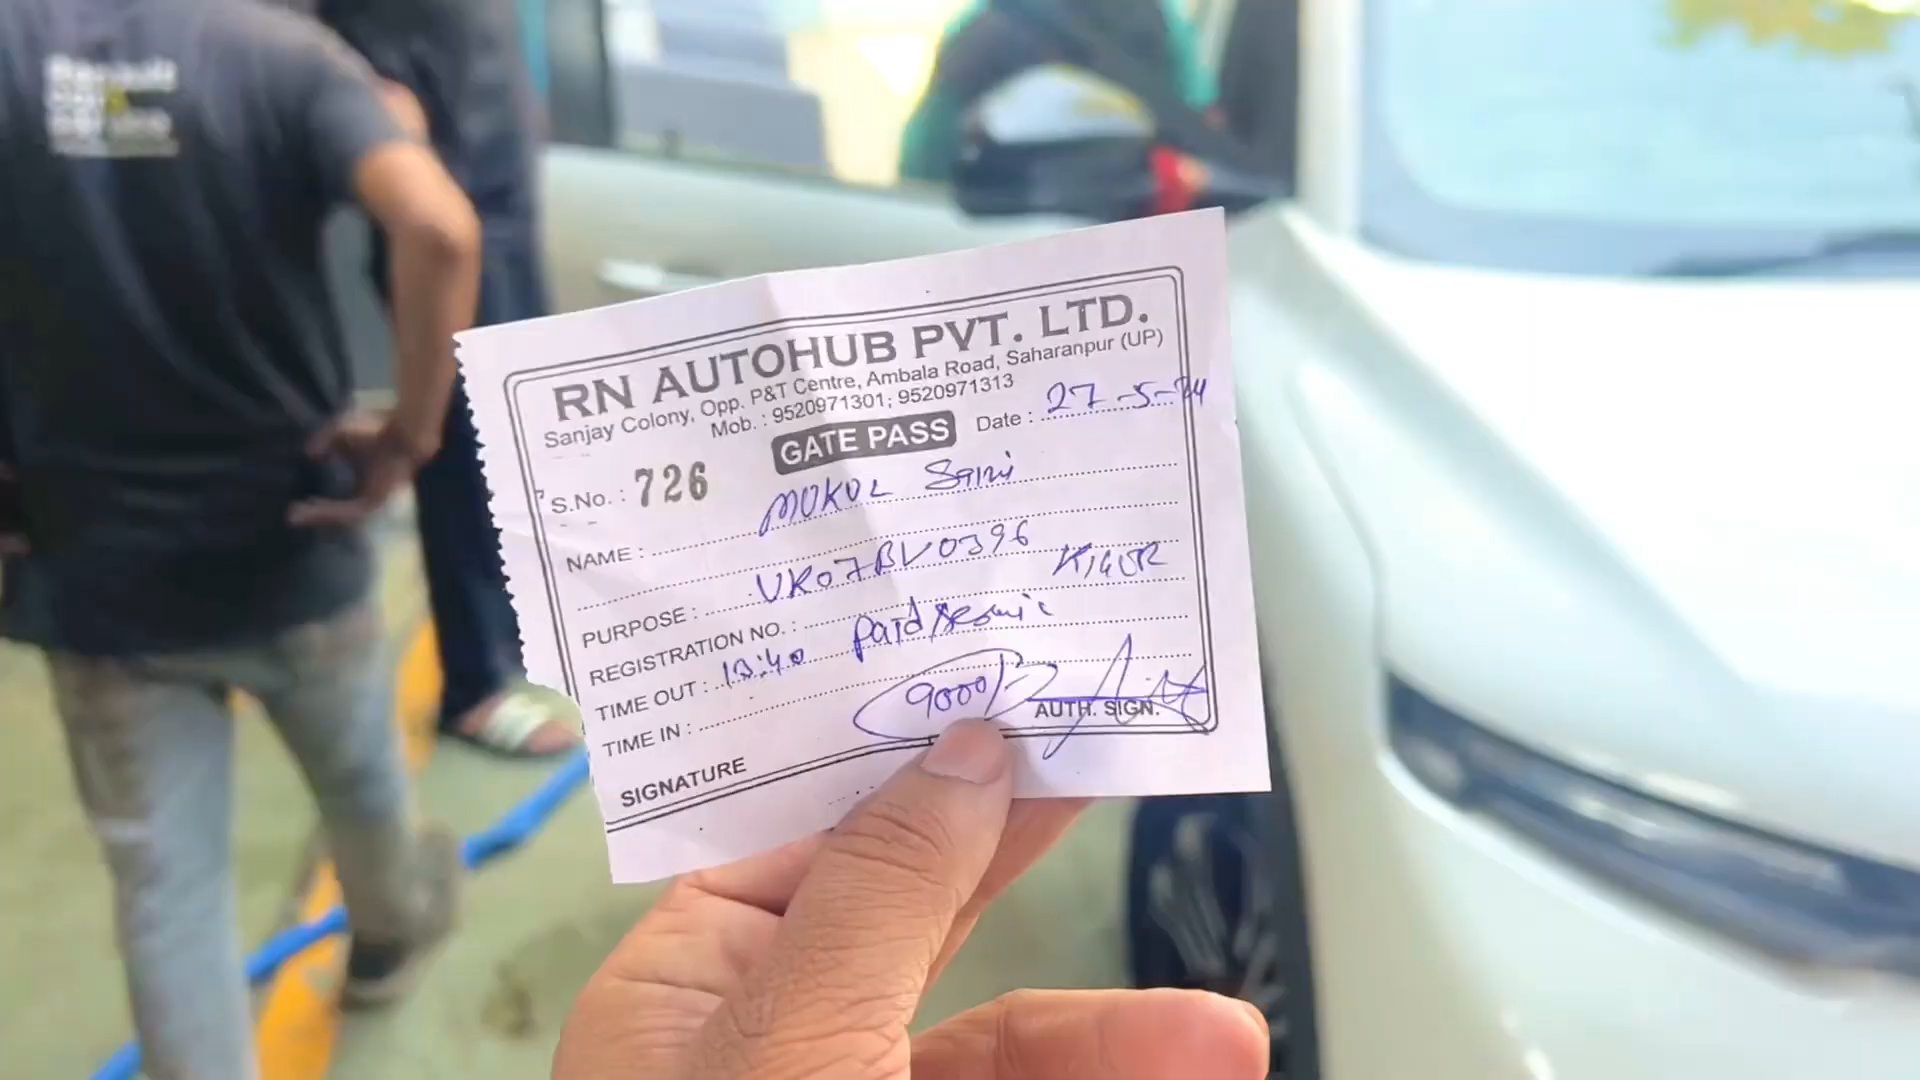 RN AUTOHUB PVT. LTD.
Sanjay Colony, Opp. P&T Centre, Ambala Road, Saharanpur (UP)
Mob. : 9520971301; 9520971313
GATE PASS Date : 27-5-24
S.No. : 726
NAME : MUKUL Saini
PURPOSE : UK07BV0396
REGISTRATION NO. : KIGER
TIME OUT : 13:40 Paid
TIME IN : 9000/-
AUTH. SIGN.
SIGNATURE